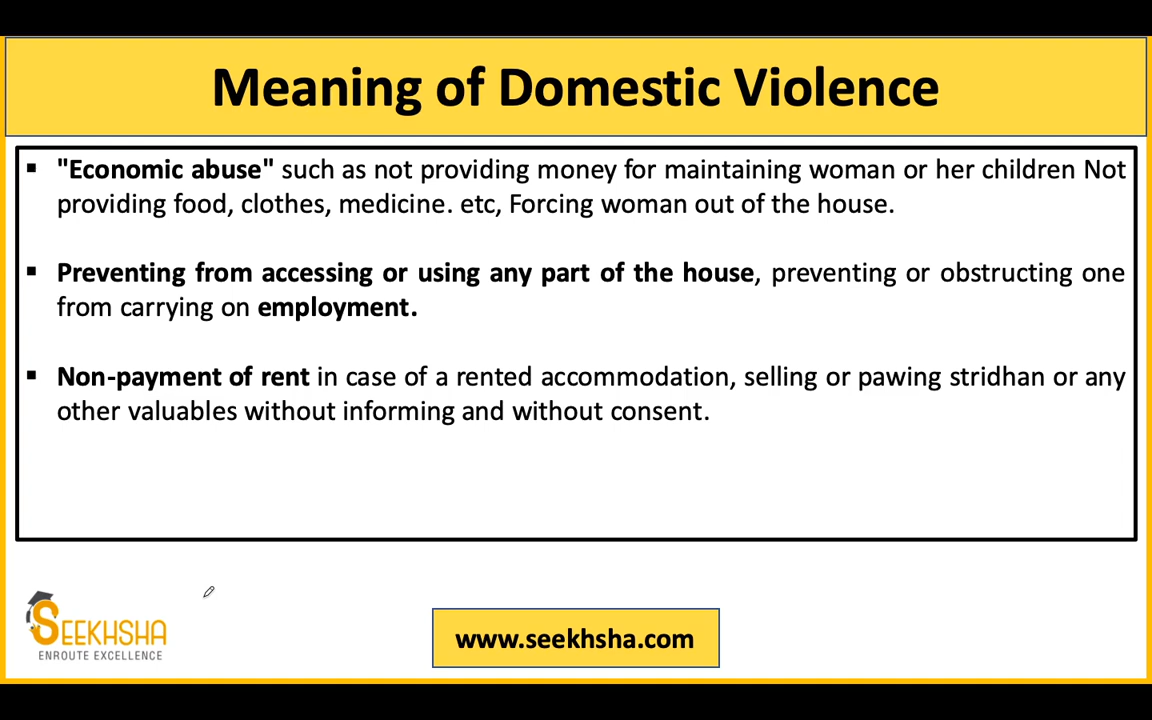 Meaning of Domestic Violence
▪ "Economic abuse" such as not providing money for maintaining woman or her children Not
providing food, clothes, medicine. etc, Forcing woman out of the house.
▪ Preventing from accessing or using any part of the house, preventing or obstructing one
from carrying on employment.
▪ Non-payment of rent in case of a rented accommodation, selling or pawing stridhan or any
other valuables without informing and without consent.
SEEKHSHA
ENROUTE EXCELLENCE
www.seekhsha.com